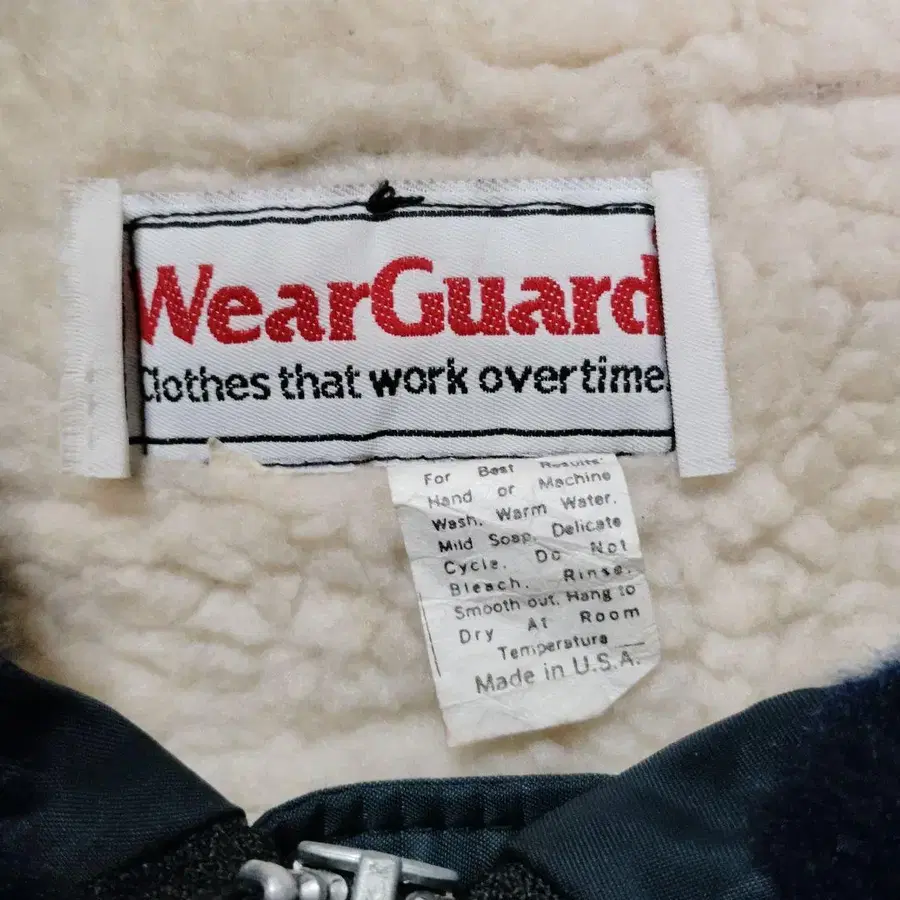 WearGuard
Clothes that work overtime
For Best Results:
Hand or Machine
Wash. Warm Water.
Mild Soap. Delicate
Cycle. Do Not
Bleach. Rinse.
Smooth out. Hang to
Dry At Room
Temperature
Made in U.S.A.